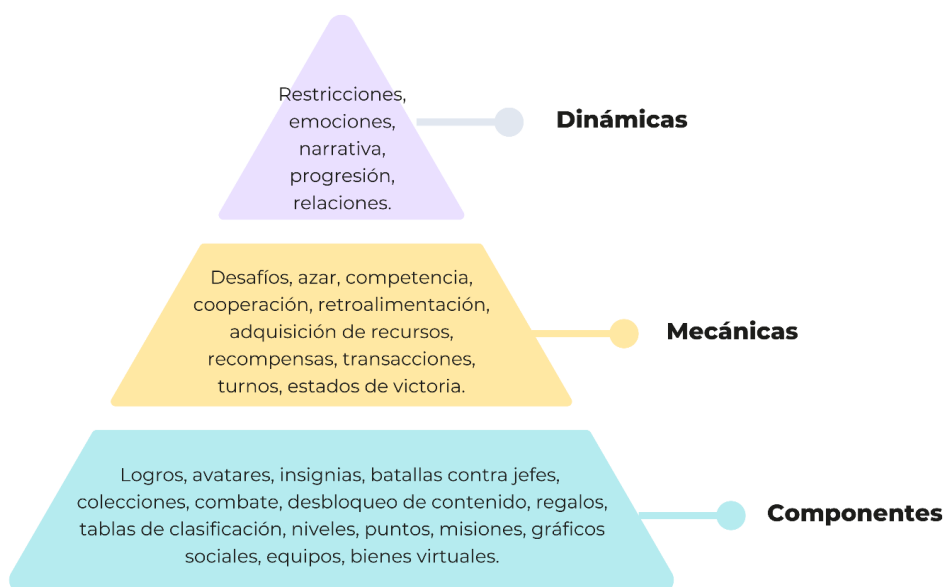 Restricciones,
emociones,
narrativa,
progresión,
relaciones.
Dinámicas
Desafíos, azar, competencia,
cooperación, retroalimentación,
adquisición de recursos,
recompensas, transacciones,
turnos, estados de victoria.
Mecánicas
Logros, avatares, insignias, batallas contra jefes,
colecciones, combate, desbloqueo de contenido, regalos,
tablas de clasificación, niveles, puntos, misiones, gráficos
sociales, equipos, bienes virtuales.
Componentes